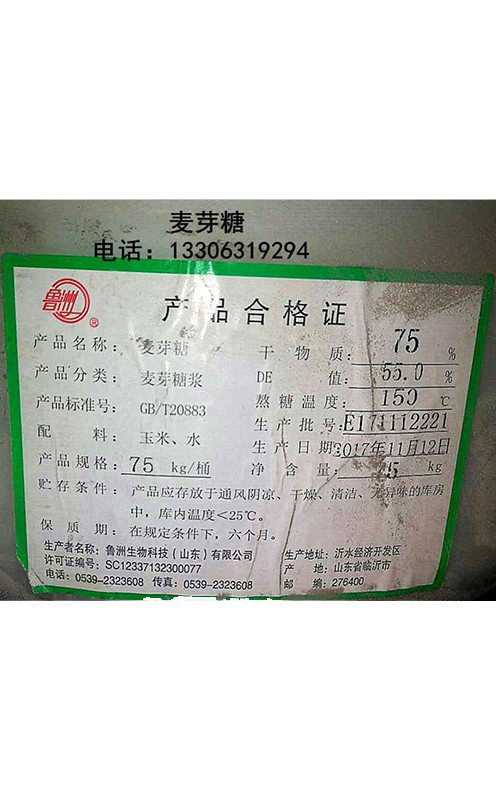 麦芽糖
电话：13306319294
鲁洲
®
产品合格证
产品名称：麦芽糖 干物质：75 %
产品分类：麦芽糖浆 DE 值：55.0 %
产品标准号：GB/T20883 熬糖温度：150 ℃
配料：玉米、水 生产批号：E171112221
产品规格：75 kg/桶 生产日期：2017年11月12日
净含量： kg
贮存条件：产品应存放于通风阴凉、干燥、清洁、无异味的库房
中，库内温度<25℃。
保质期：在规定条件下，六个月。
生产者名称：鲁洲生物科技（山东）有限公司 生产地址：沂水经济开发区
许可证编号：SC12337132300077 产地：山东省临沂市
电话：0539-2323608 传真：0539-2323608 邮编：276400